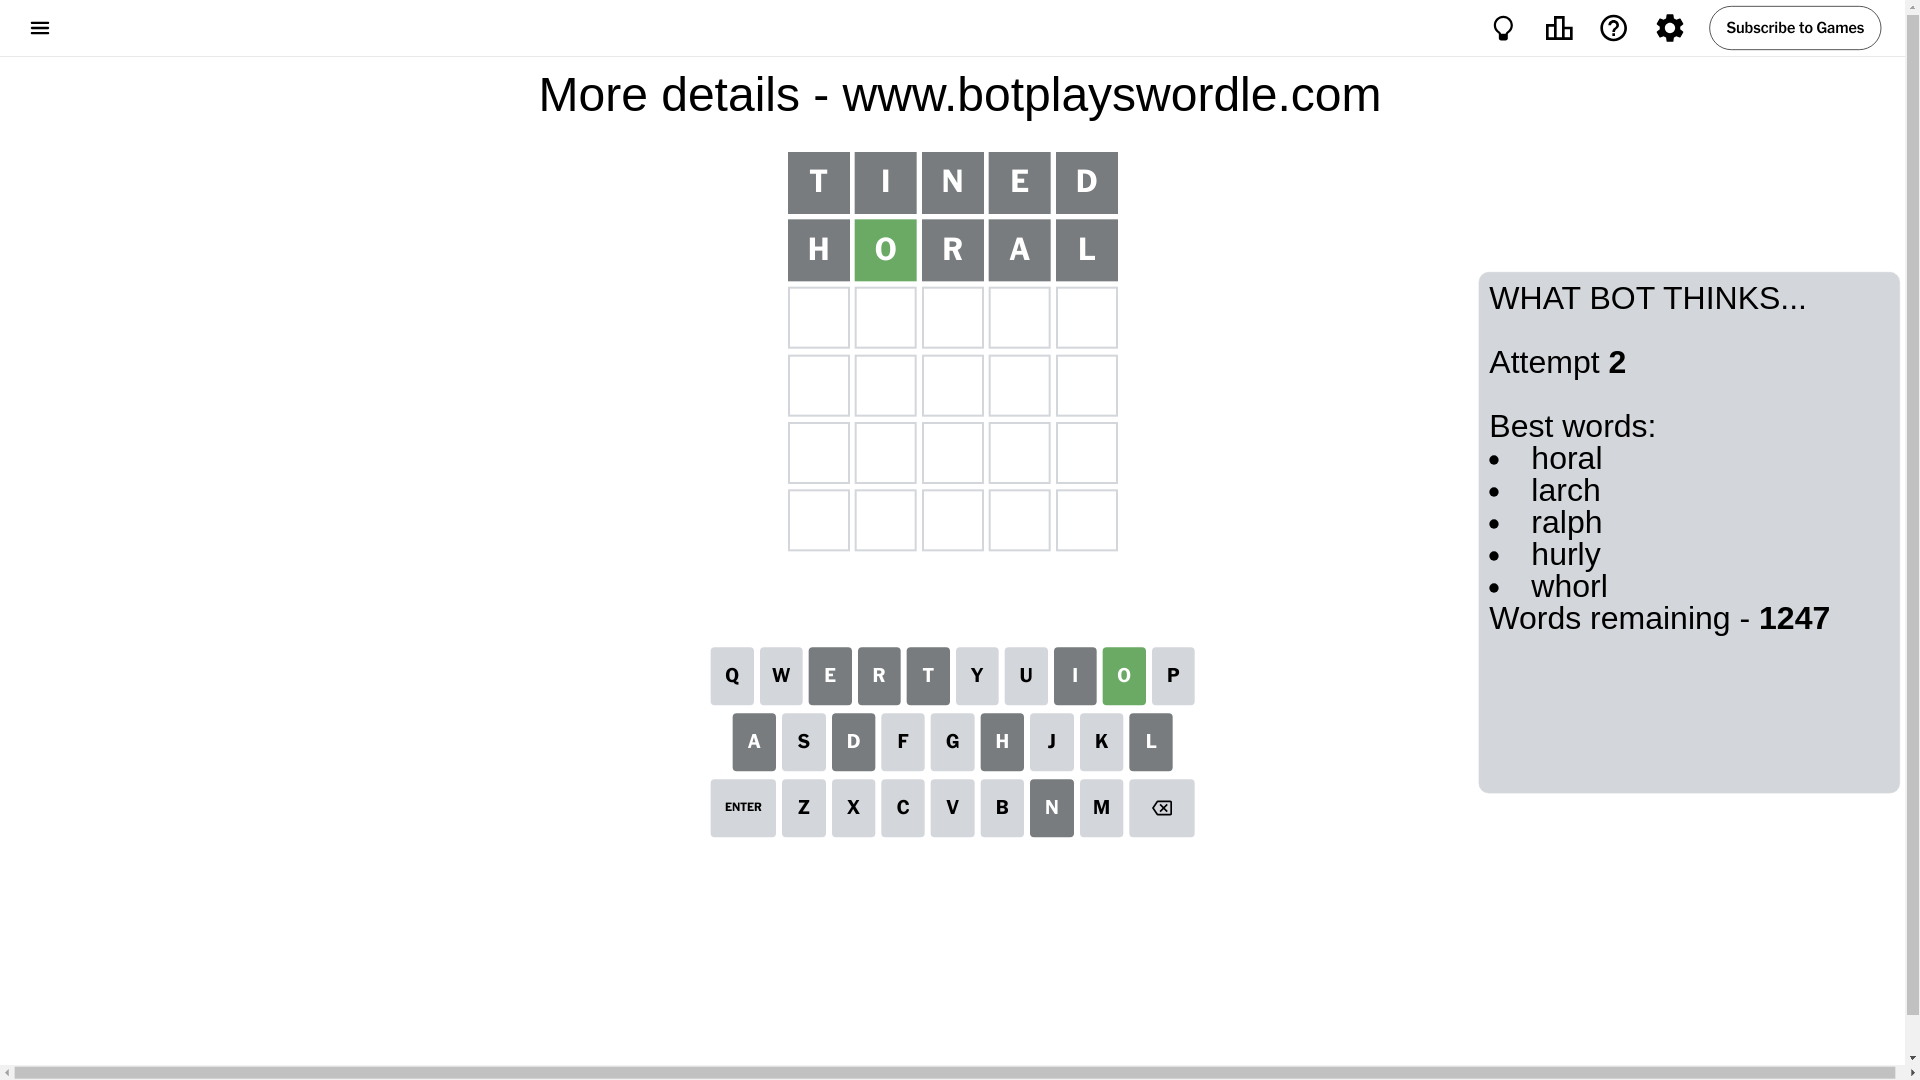 Subscribe to Games
More details - www.botplayswordle.com
T I N E D
H O R A L
WHAT BOT THINKS...
Attempt 2
Best words:
• horal
• larch
• ralph
• hurly
• whorl
Words remaining - 1247
Q W E R T Y U I O P
A S D F G H J K L
ENTER Z X C V B N M